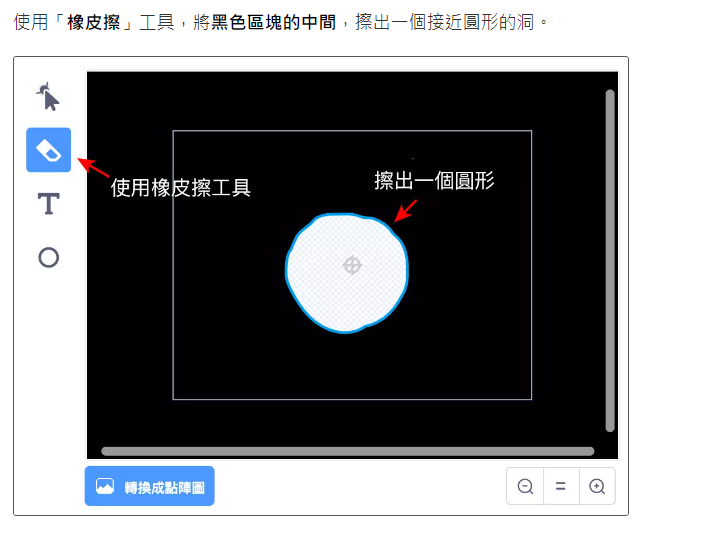 使用「橡皮擦」工具，將黑色區塊的中間，擦出一個接近圓形的洞。
擦出一個圓形
使用橡皮擦工具
T
轉換成點陣圖